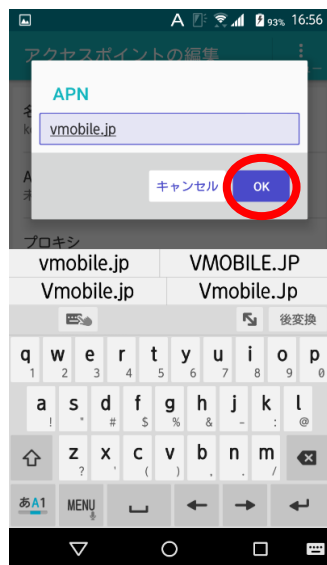 A 93% 16:56
アクセスポイントの編集
APN
vmobile.jp
キャンセル OK
プロキシ
vmobile.jp VMOBILE.JP
Vmobile.jp Vmobile.Jp
後変換
q w e r t y u i o p
1 2 3 4 5 6 7 8 9 0
a s d f g h j k l
! " # $ % & - : @
z x c v b n m
? ' ( ) , . /
あA1 MENU